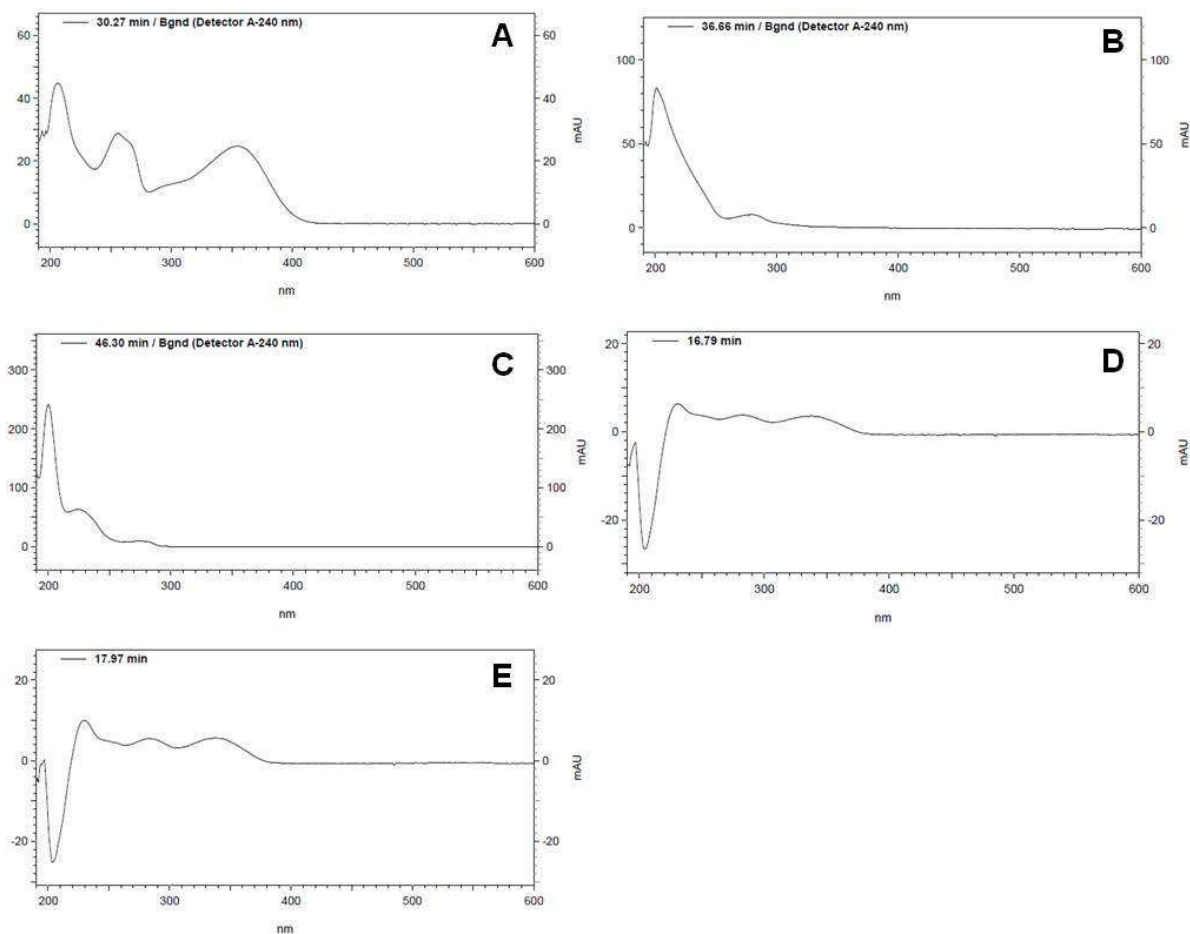 30.27 min / Bgnd (Detector A-240 nm)
A
60 60
40 40
20 20
0 0
mAU
200 300 400 500 600
nm
36.66 min / Bgnd (Detector A-240 nm)
B
100 100
50 50
0 0
mAU
200 300 400 500 600
nm
46.30 min / Bgnd (Detector A-240 nm)
C
300 300
200 200
100 100
0 0
mAU
200 300 400 500 600
nm
16.79 min
D
20 20
0 0
-20 -20
mAU
200 300 400 500 600
nm
17.97 min
E
20 20
0 0
-20 -20
mAU
200 300 400 500 600
nm